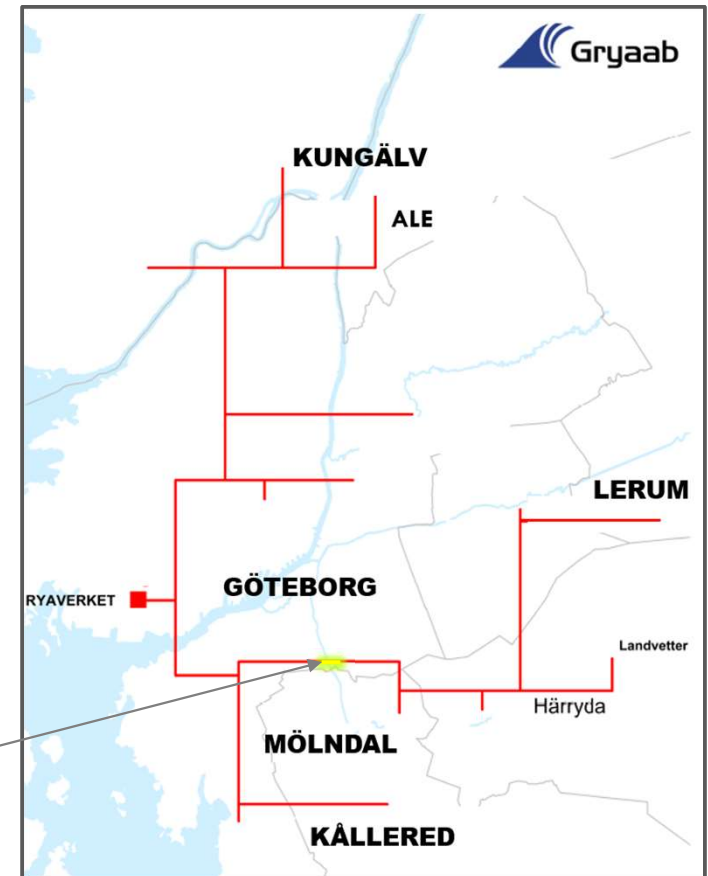 Gryaab
KUNGÄLV
ALE
LERUM
GÖTEBORG
RYAVERKET
Landvetter
Härryda
MÖLNDAL
KÅLLERED